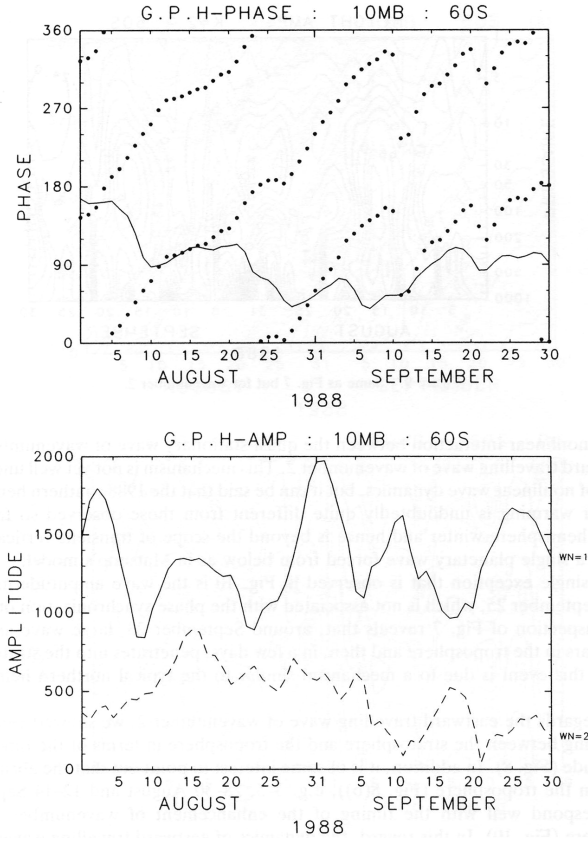 G.P.H-PHASE : 10MB : 60S
360
270
180
90
0
PHASE
5 10 15 20 25 31 5 10 15 20 25 30
AUGUST SEPTEMBER
1988
G.P.H-AMP : 10MB : 60S
2000
1500
1000
500
0
AMPLITUDE
WN=1
WN=2
5 10 15 20 25 31 5 10 15 20 25 30
AUGUST SEPTEMBER
1988